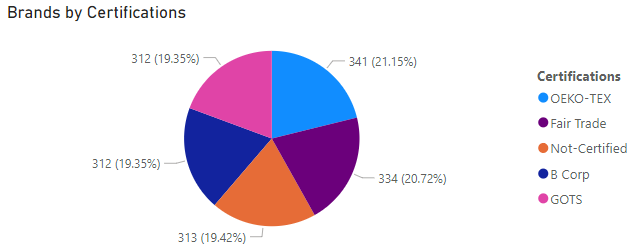 Brands by Certifications
312 (19.35%)
341 (21.15%)
Certifications
OEKO-TEX
Fair Trade
Not-Certified
B Corp
GOTS
312 (19.35%)
334 (20.72%)
313 (19.42%)